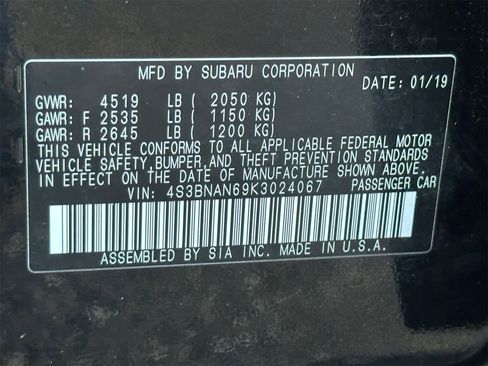 MFD BY SUBARU CORPORATION
DATE: 01/19
GVWR: 4519 LB ( 2050 KG)
GAWR: F 2535 LB ( 1150 KG)
GAWR: R 2645 LB ( 1200 KG)
THIS VEHICLE CONFORMS TO ALL APPLICABLE FEDERAL MOTOR
VEHICLE SAFETY,BUMPER,AND THEFT PREVENTION STANDARDS
IN EFFECT ON THE DATE OF MANUFACTURE SHOWN ABOVE.
VIN: 4S3BNAN69K3024067 PASSENGER CAR
ASSEMBLED BY SIA INC. MADE IN U.S.A.